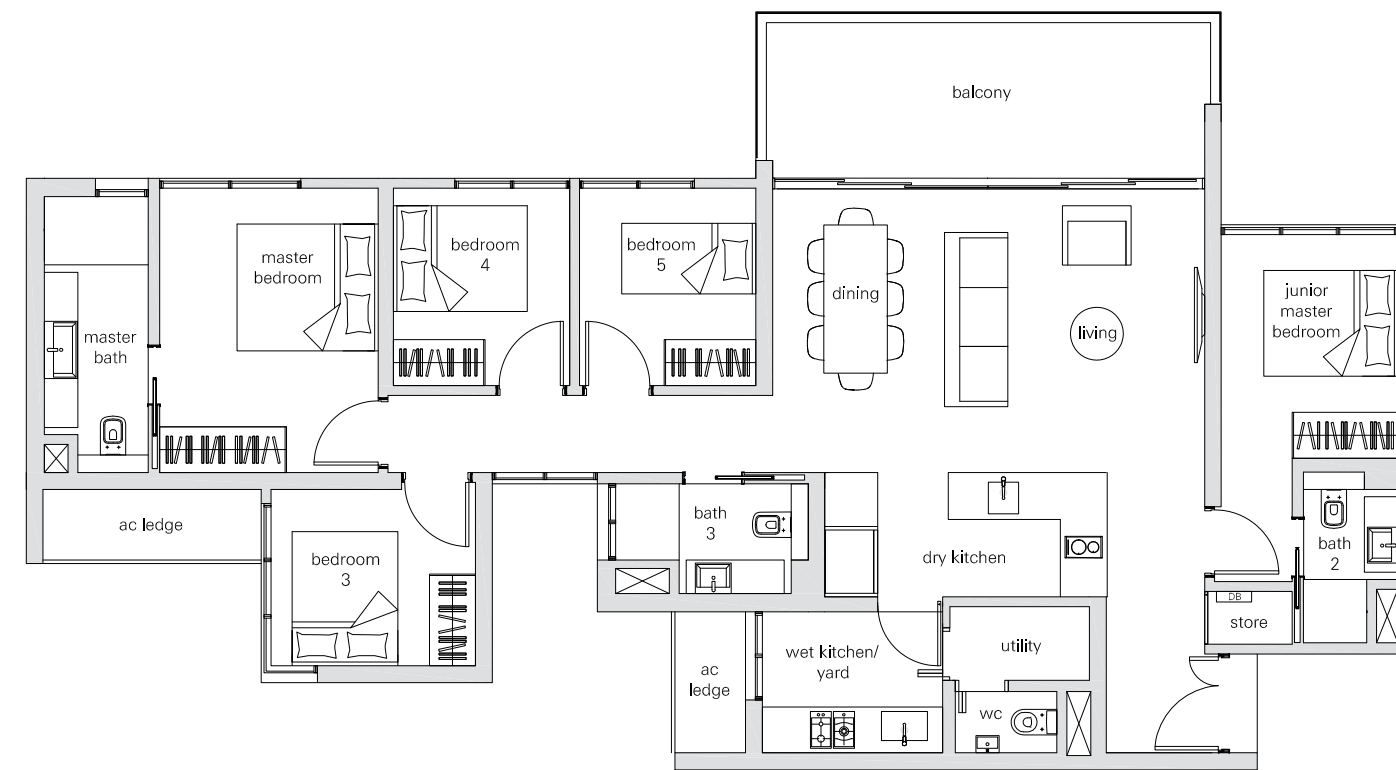 balcony
master
bedroom
bedroom
4
bedroom
5
dining
living
junior
master
bedroom
master
bath
ac ledge
bedroom
3
bath
3
dry kitchen
bath
2
DB
store
wet kitchen/
yard
utility
ac
ledge
wc